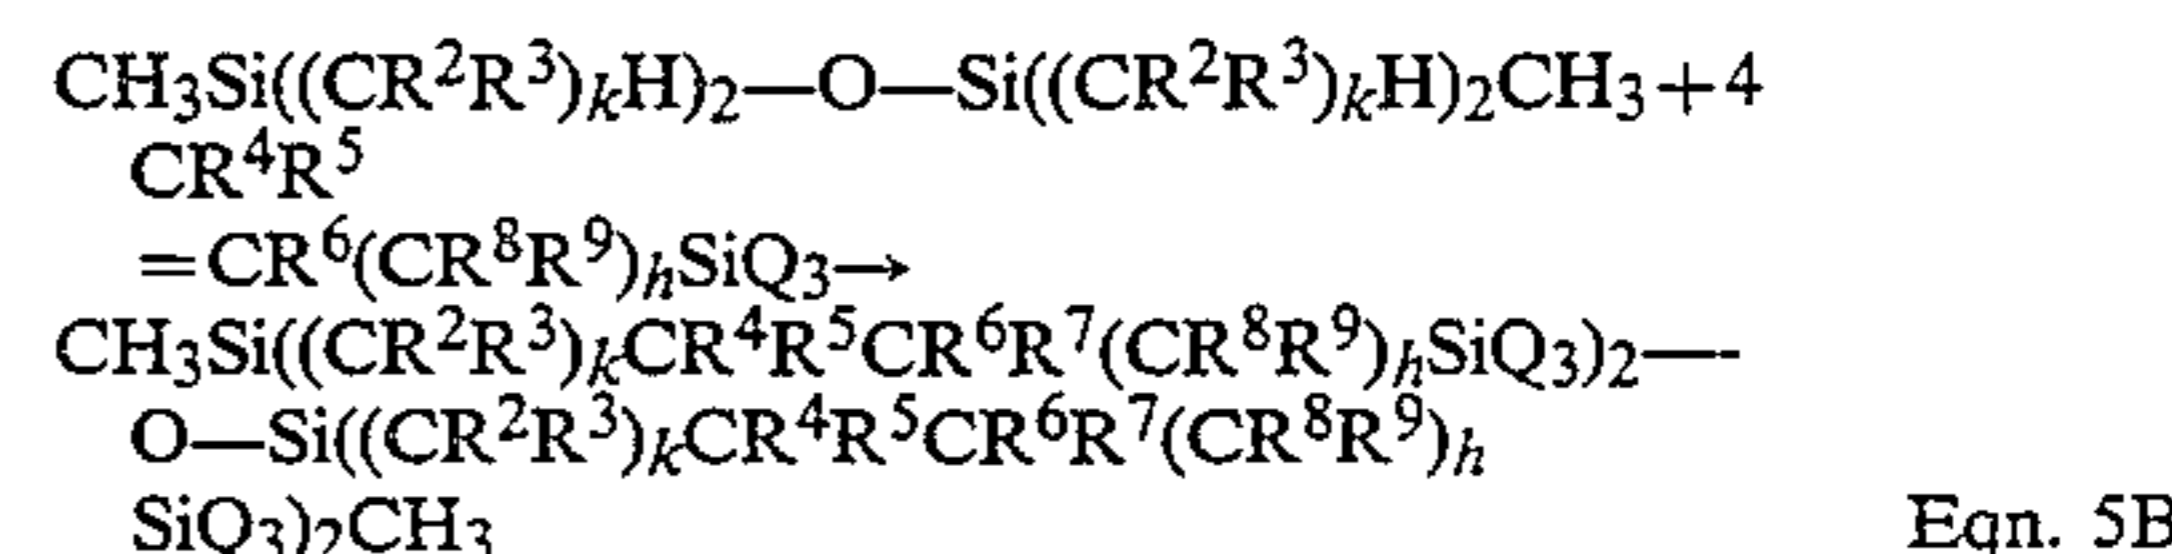 CH₃Si((CR²R³)ₖH)₂—O—Si((CR²R³)ₖH)₂CH₃+4
CR⁴R⁵
=CR⁶(CR⁸R⁹)ₕSiQ₃→
CH₃Si((CR²R³)ₖCR⁴R⁵CR⁶R⁷(CR⁸R⁹)ₕSiQ₃)₂—-
O—Si((CR²R³)ₖCR⁴R⁵CR⁶R⁷(CR⁸R⁹)ₕ
SiQ₃)₂CH₃ Eqn. 5B